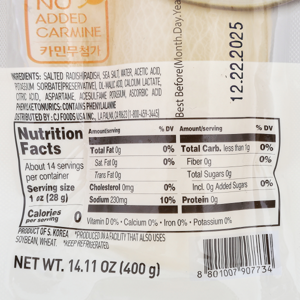 NO
ADDED
CARMINE
카민무첨가
INGREDIENTS: SALTED RADISH(RADISH, SEA SALT, WATER, ACETIC ACID,
POTASSIUM SORBATE(PRESERVATIVE), DL-MALIC ACID, CALCIUM LACTATE,
CITRIC ACID, ASPARTAME, ACESULFAME POTASSIUM, ASCORBIC ACID
PHENYLKETONURICS: CONTAINS PHENYLALANINE
DISTRIBUTED BY: CJ FOODS USA INC., LA PALMA, CA 90623 (1-800-459-3445)
Best Before(Month.Day.Year
12.22.2025
Nutrition
Facts
About 14 servings
per container
Serving size
1 oz (28 g)
Calories
per serving
0
Amount/serving % DV
Total Fat 0g 0%
Sat. Fat 0g 0%
Trans Fat 0g
Cholesterol 0mg 0%
Sodium 230mg 10%
Amount/serving % DV
Total Carb. less than 1g 0%
Fiber 0g 0%
Total Sugars 0g
Incl. 0g Added Sugars 0%
Protein 0g
Vitamin D 0% • Calcium 0% • Iron 0% • Potassium 0%
PRODUCT OF S. KOREA
*PRODUCED IN A FACILITY THAT ALSO USES
SOYBEAN, WHEAT. *KEEP REFRIGERATED
NET WT. 14.11 OZ (400 g)
8 801007 907734